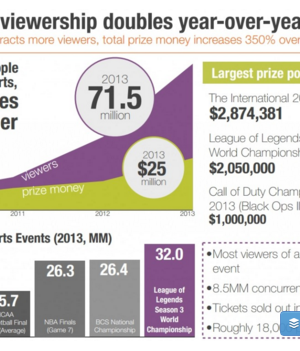 viewership doubles year-over-yea
racts more viewers, total prize money increases 350% over
ple
rts,
es
er
2013
71.5
million
viewers
prize money
2013
$25
million
2011
2012
2013
Largest prize po
The International 20
$2,874,381
League of Legends
World Championship
$2,050,000
Call of Duty Champ
2013 (Black Ops II
$1,000,000
rts Events (2013, MM)
5.7
NCAA
tball Final
(Average)
26.3
NBA Finals
(Game 7)
26.4
BCS National
Championship
32.0
League of
Legends
Season 3
World
Championship
•Most viewers of a
event
•8.5MM concurren
•Tickets sold out in
•Roughly 18,0